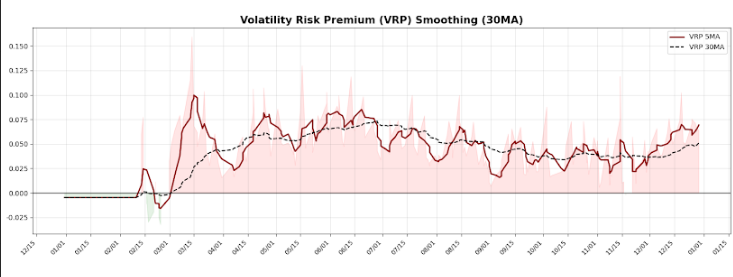 Volatility Risk Premium (VRP) Smoothing (30MA)
VRP 5MA
VRP 30MA
0.150
0.125
0.100
0.075
0.050
0.025
0.000
-0.025
12/15 01/01 01/15 02/01 02/15 03/01 03/15 04/01 04/15 05/01 05/15 06/01 06/15 07/01 07/15 08/01 08/15 09/01 09/15 10/01 10/15 11/01 11/15 12/01 12/15 01/01 01/15